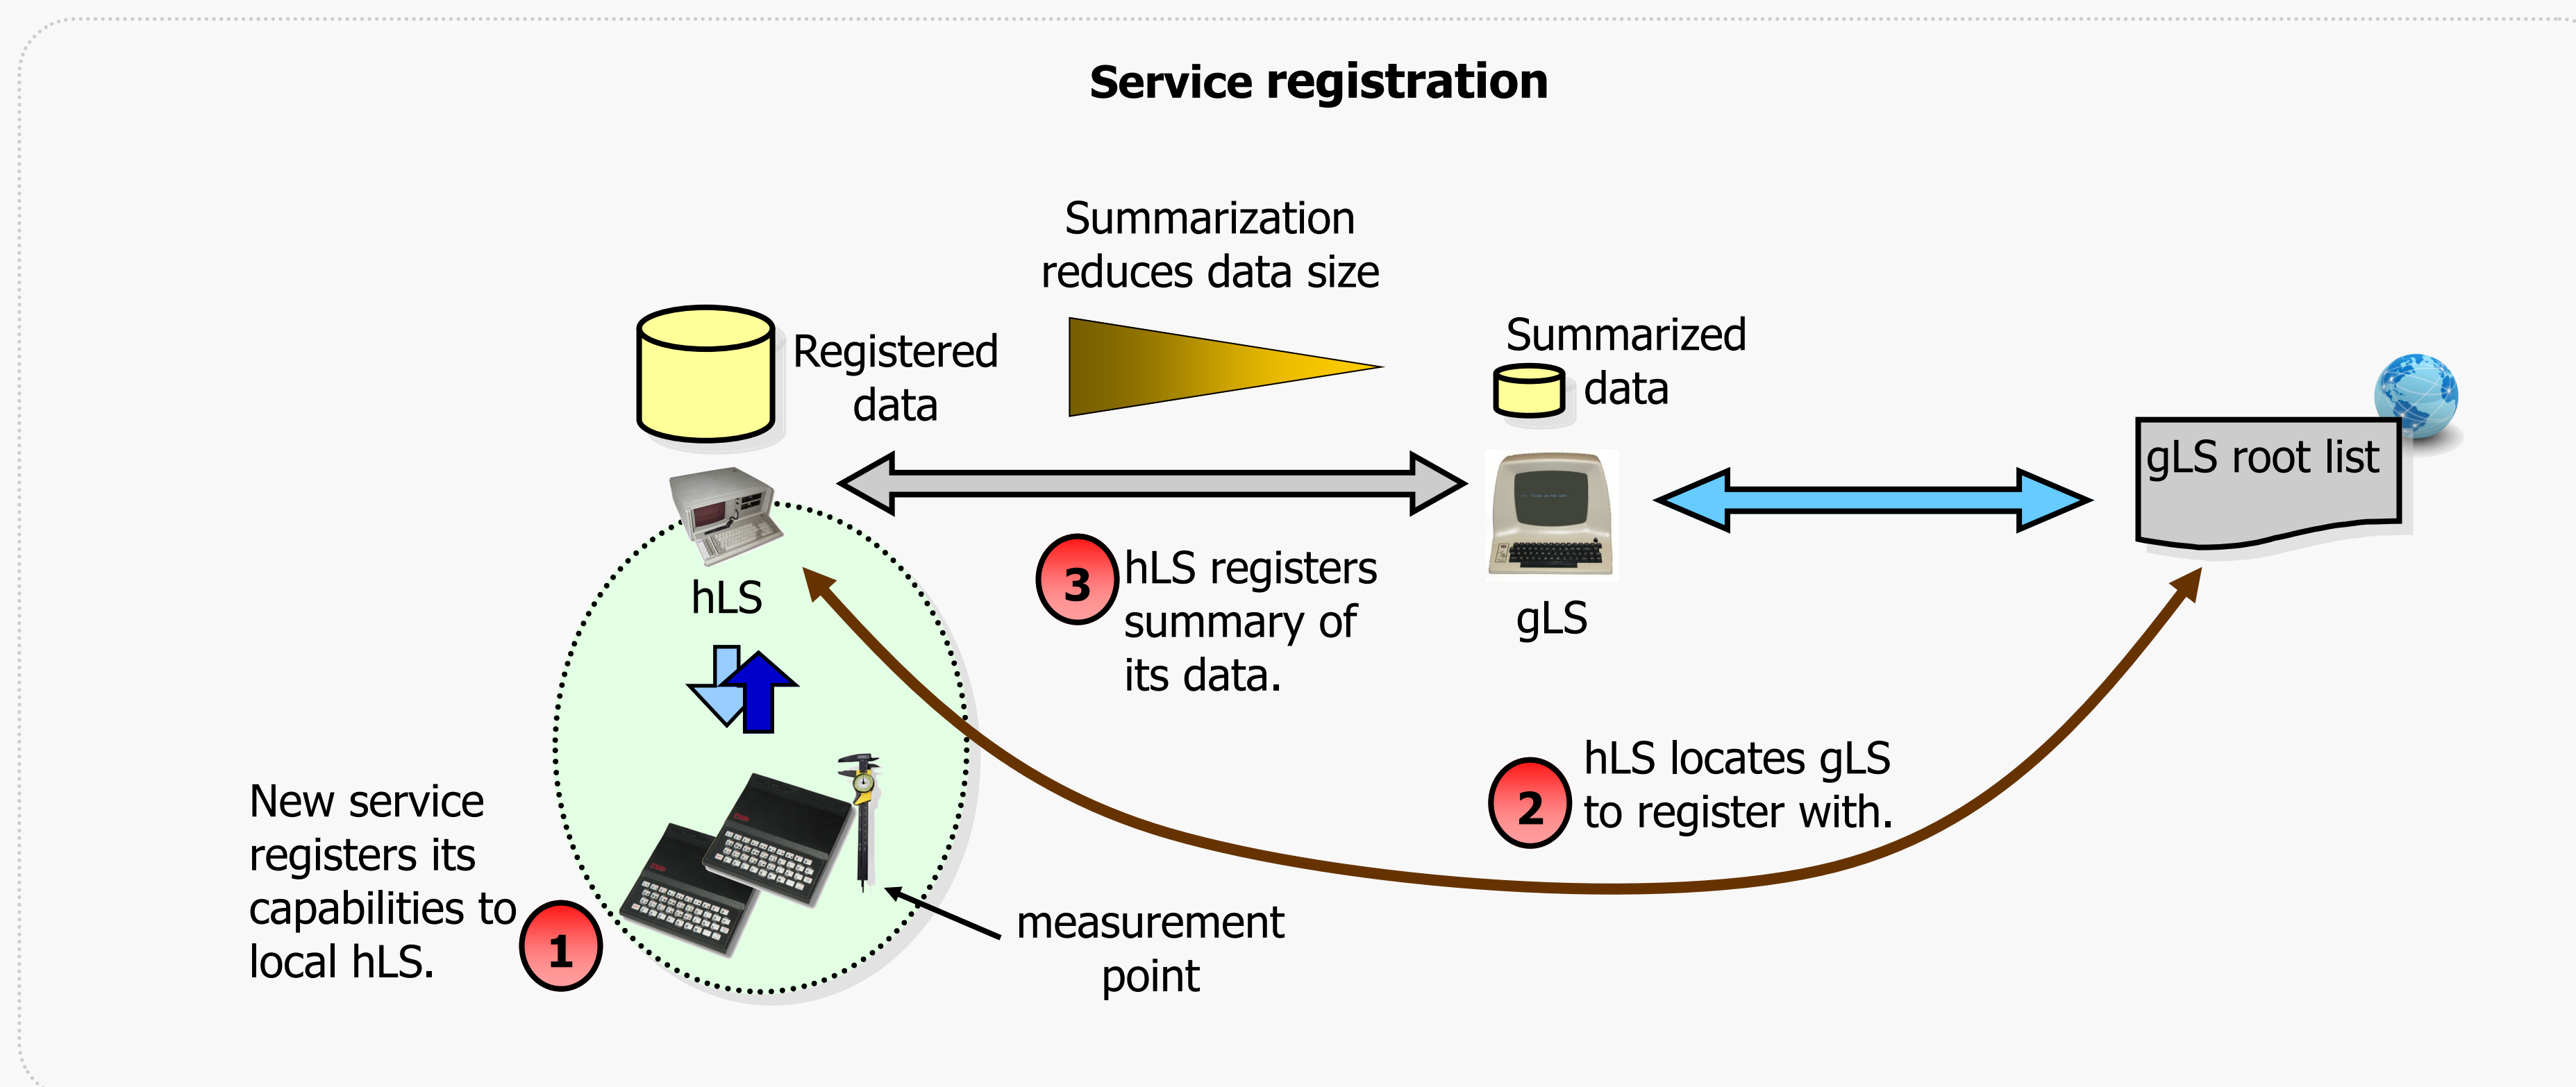 Service registration
Summarization
reduces data size
Registered
data
Summarized
data
gLS root list
hLS
gLS
3
hLS registers
summary of
its data.
2
hLS locates gLS
to register with.
New service
registers its
capabilities to
local hLS.
1
measurement
point